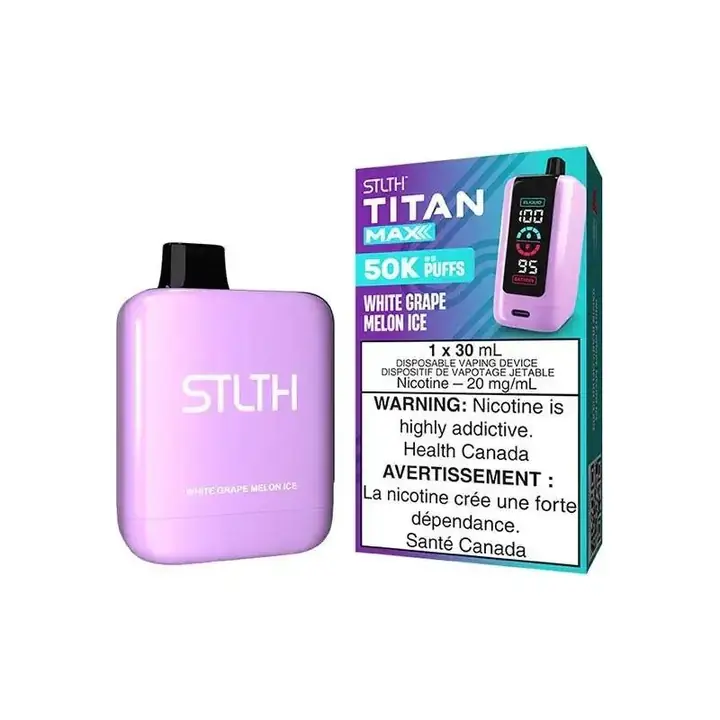 STLTH
WHITE GRAPE MELON ICE
STLTH
TITAN
MAX
50K PUFFS
WHITE GRAPE
MELON ICE
ELIQUID
100
95
BATTERY
1 x 30 mL
DISPOSABLE VAPING DEVICE
DISPOSITIF DE VAPOTAGE JETABLE
Nicotine – 20 mg/mL
WARNING: Nicotine is
highly addictive.
Health Canada
AVERTISSEMENT :
La nicotine crée une forte
dépendance.
Santé Canada